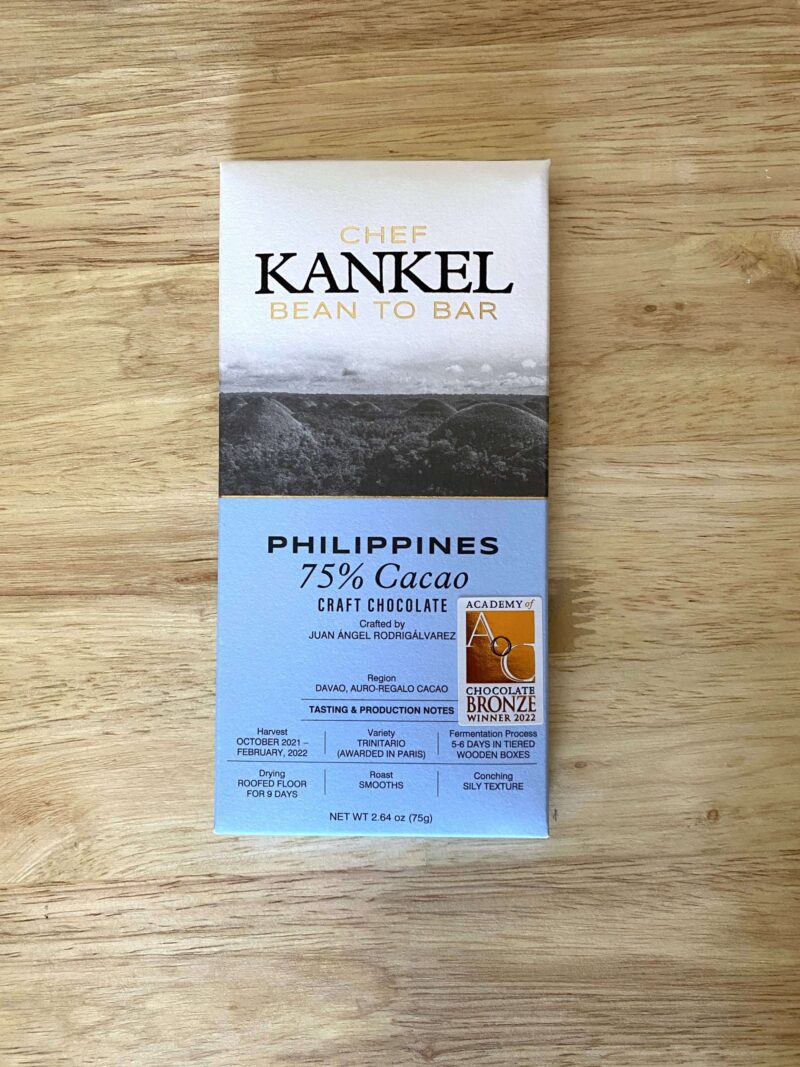 CHEF
KANKEL
BEAN TO BAR
PHILIPPINES
75% Cacao
CRAFT CHOCOLATE
Crafted by
JUAN ÁNGEL RODRIGÁLVAREZ
Region
DAVAO, AURO-REGALO CACAO
TASTING & PRODUCTION NOTES
ACADEMY of
AOC
CHOCOLATE
BRONZE
WINNER 2022
Harvest
OCTOBER 2021 –
FEBRUARY, 2022
Variety
TRINITARIO
(AWARDED IN PARIS)
Fermentation Process
5-6 DAYS IN TIERED
WOODEN BOXES
Drying
ROOFED FLOOR
FOR 9 DAYS
Roast
SMOOTHS
Conching
SILY TEXTURE
NET WT 2.64 oz (75g)